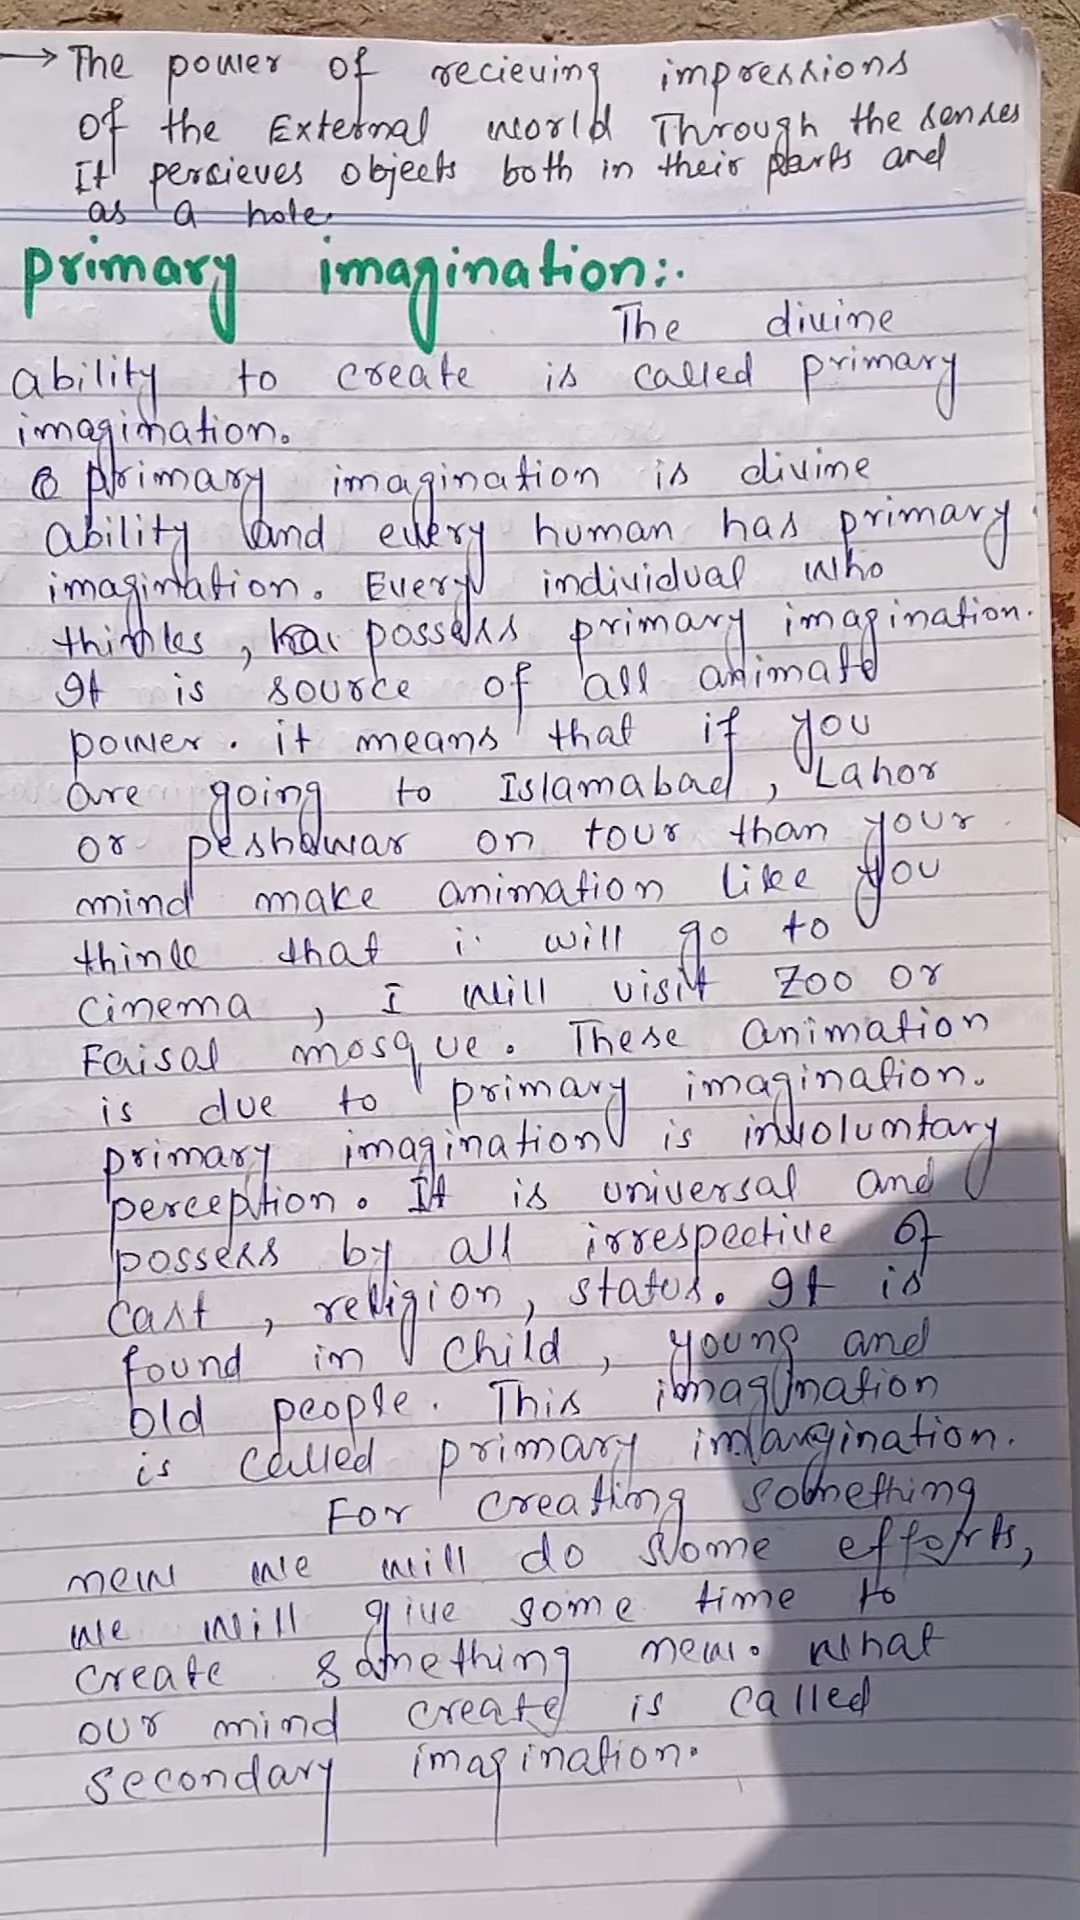 → The power of recieving impressions
of the External world Through the senses
It percieves objects both in their parts and
as a hole.
primary imagination:.
The divine
ability to create is called primary
imagination.
primary imagination is divine
ability and every human has primary
imagination. Every individual who
thinks, possess primary imagination.
It is source of all animate
power. it means that if you
are going to Islamabad, Lahor
or peshawar on tour than your
mind make animation like you
think that i will go to
cinema, I will visit Zoo or
Faisal mosque. These animation
is due to primary imagination.
primary imagination is involuntary
perception. It is universal and
possess by all irrespective of
cast, religion, status. It is
found in child, young and
old people. This imagination
is called primary imargination.
For creating something
new we will do some efforts,
we will give some time to
create something new. what
our mind create is called
secondary imagination.